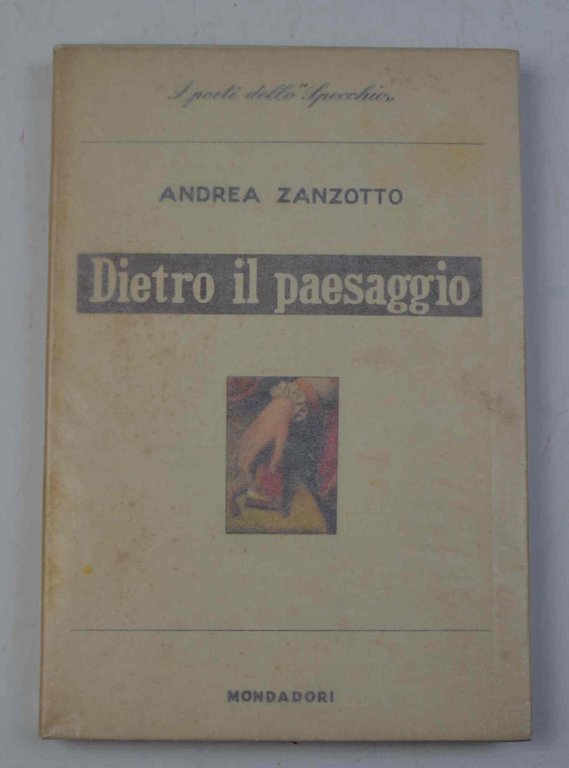 I poeti dello "Specchio"
ANDREA ZANZOTTO
Dietro il paesaggio
MONDADORI